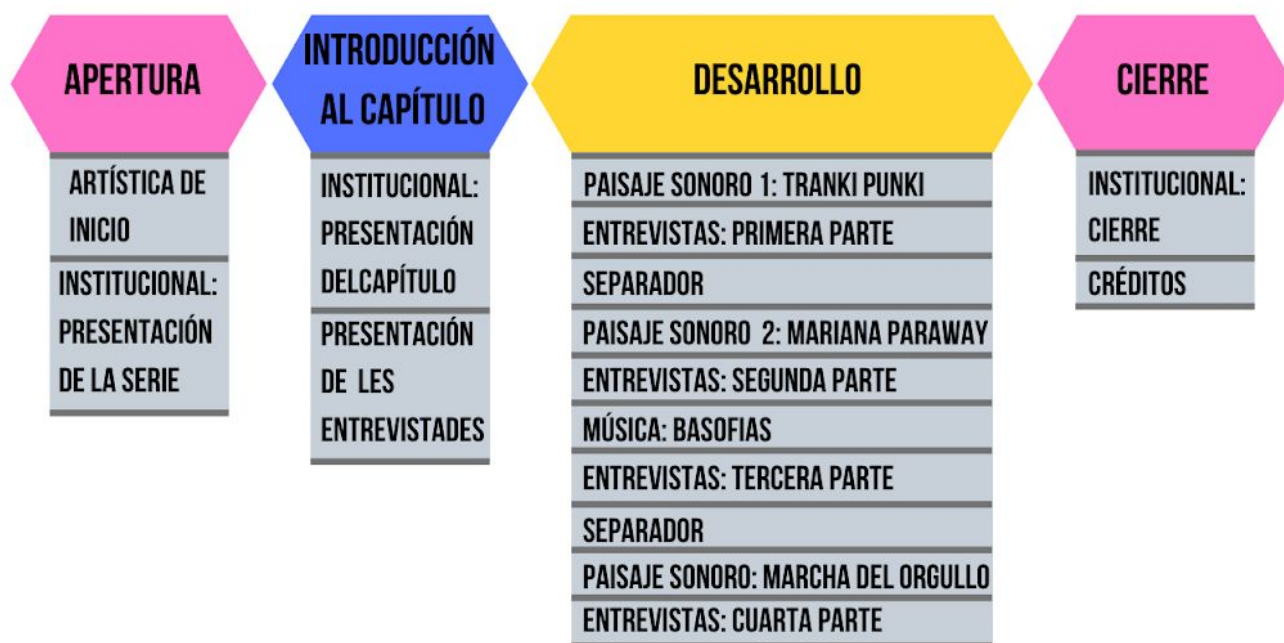 APERTURA
ARTÍSTICA DE
INICIO
INSTITUCIONAL:
PRESENTACIÓN
DE LA SERIE
INTRODUCCIÓN
AL CAPÍTULO
INSTITUCIONAL:
PRESENTACIÓN
DELCAPÍTULO
PRESENTACIÓN
DE LES
ENTREVISTADES
DESARROLLO
PAISAJE SONORO 1: TRANKI PUNKI
ENTREVISTAS: PRIMERA PARTE
SEPARADOR
PAISAJE SONORO 2: MARIANA PARAWAY
ENTREVISTAS: SEGUNDA PARTE
MÚSICA: BASOFIAS
ENTREVISTAS: TERCERA PARTE
SEPARADOR
PAISAJE SONORO: MARCHA DEL ORGULLO
ENTREVISTAS: CUARTA PARTE
CIERRE
INSTITUCIONAL:
CIERRE
CRÉDITOS